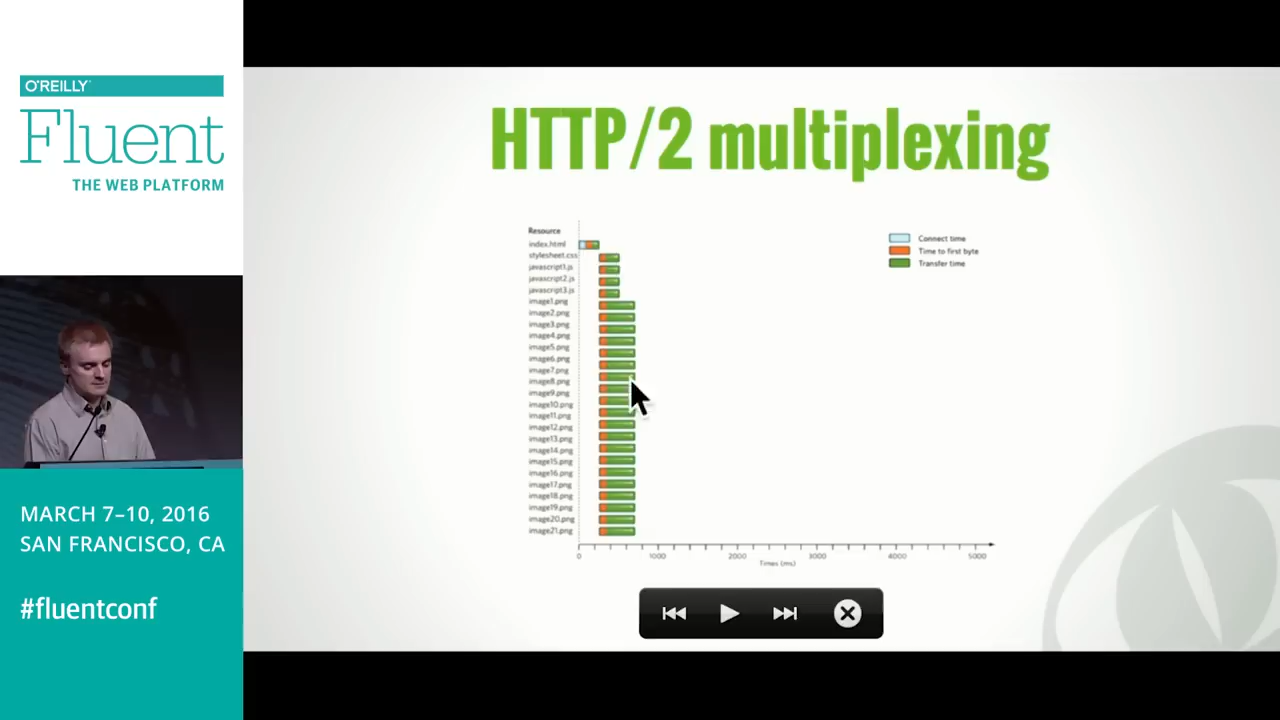 O'REILLY
Fluent
THE WEB PLATFORM
MARCH 7–10, 2016
SAN FRANCISCO, CA
#fluentconf
HTTP/2 multiplexing
Resource
index.html
stylesheet.css
javascript1.js
javascript2.js
javascript3.js
image1.png
image2.png
image3.png
image4.png
image5.png
image6.png
image7.png
image8.png
image9.png
image10.png
image11.png
image12.png
image13.png
image14.png
image15.png
image16.png
image17.png
image18.png
image19.png
image20.png
image21.png
Connect time
Time to first byte
Transfer time
0 1000 2000 3000 4000 5000
Times (ms)